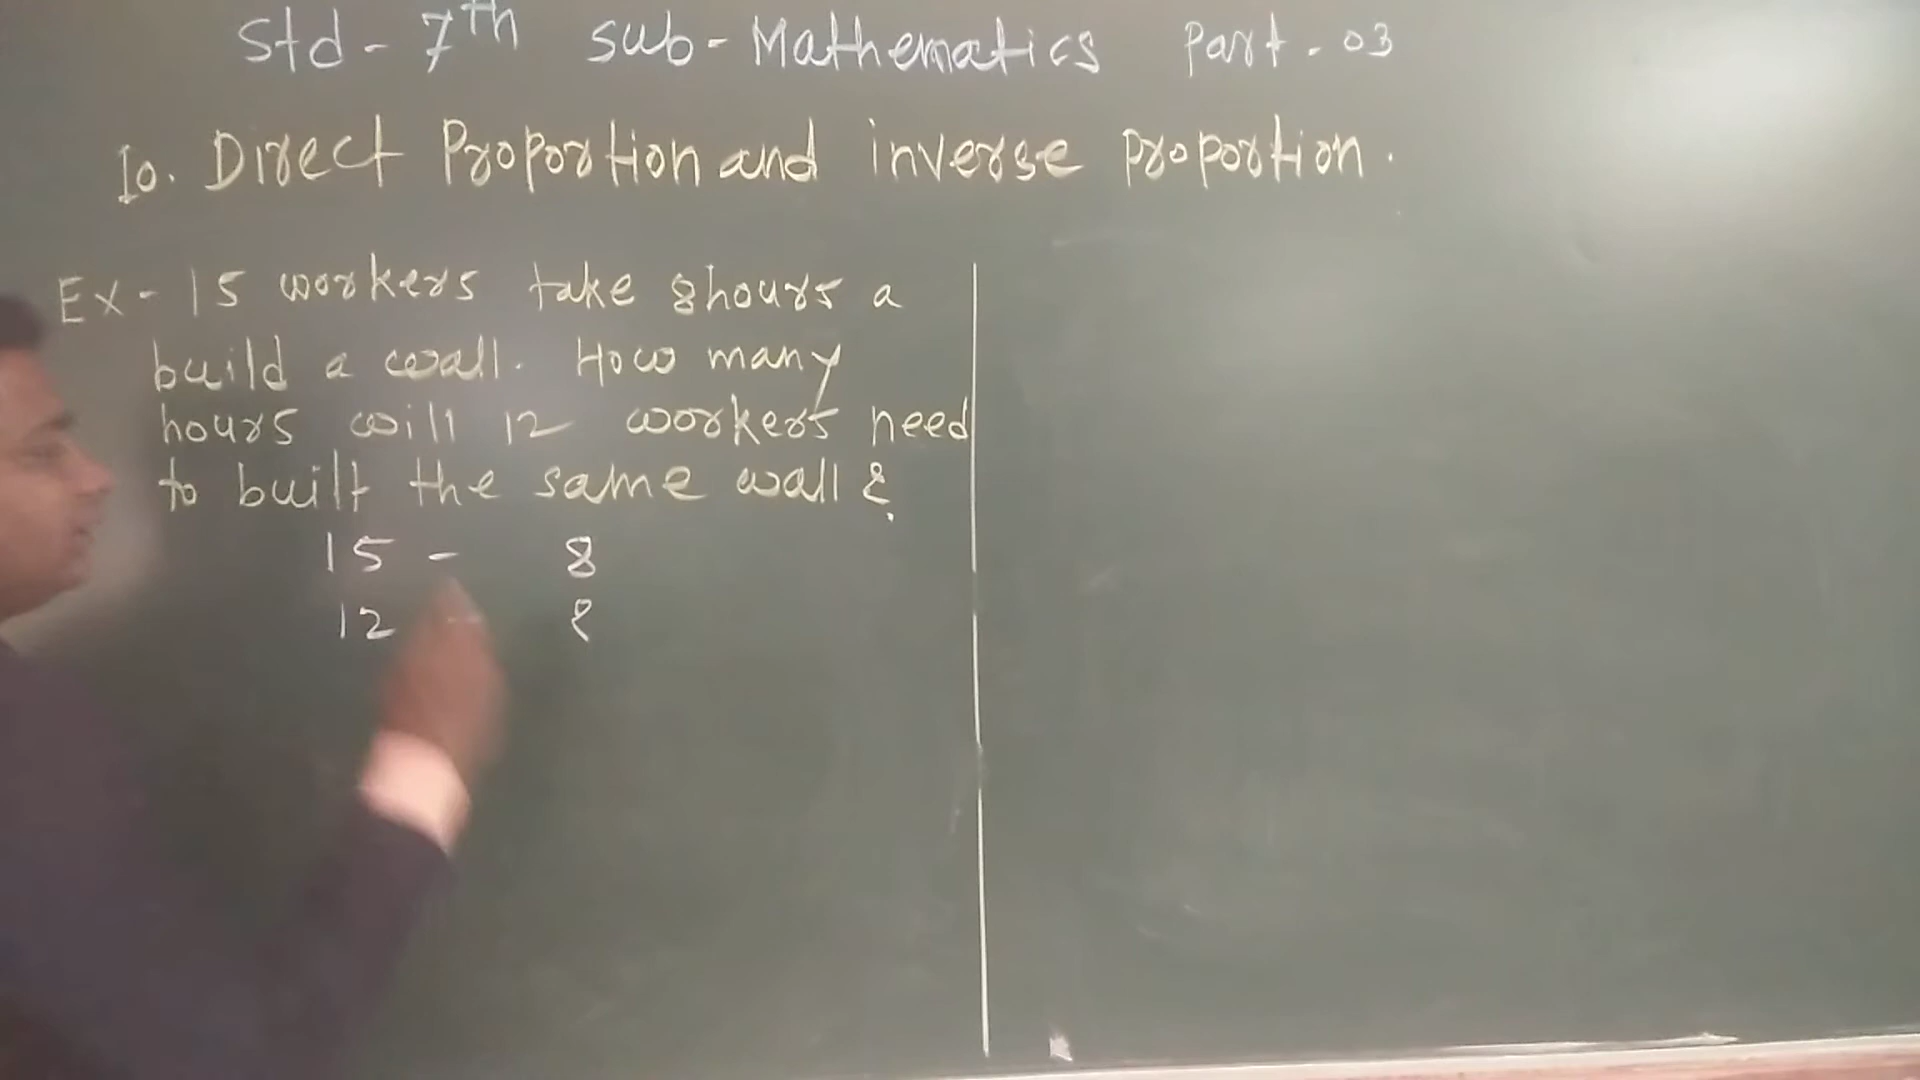 Std - 7th Sub - Mathematics Part - 03
10. Direct Proportion and inverse proportion.
Ex - 15 workers take 8 hours a
build a wall. How many
hours will 12 workers need
to built the same wall ?
15 - 8
12 - ?